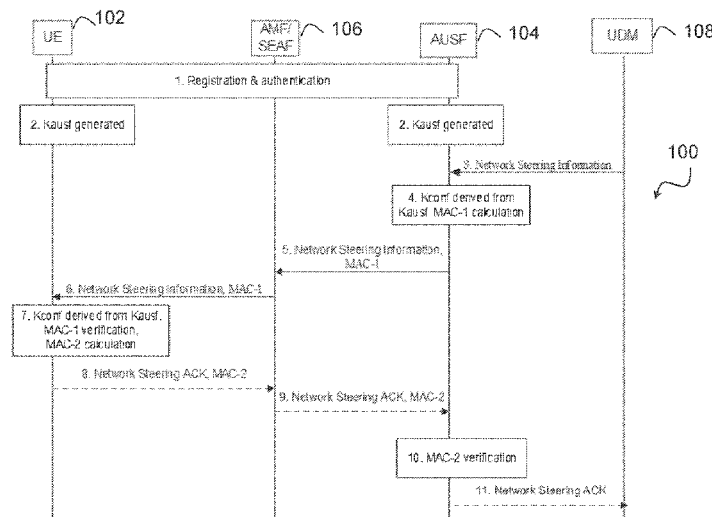 UE
102
AMF/
SEAF
106
AUSF
104
UDM
108
1. Registration & authentication
2. Kausf generated
2. Kausf generated
3. Network Steering Information
100
4. Kconf derived from
Kausf, MAC-1 calculation
5. Network Steering Information,
MAC-1
6. Network Steering Information, MAC-1
7. Kconf derived from Kausf,
MAC-1 verification,
MAC-2 calculation
8. Network Steering ACK, MAC-2
9. Network Steering ACK, MAC-2
10. MAC-2 verification
11. Network Steering ACK